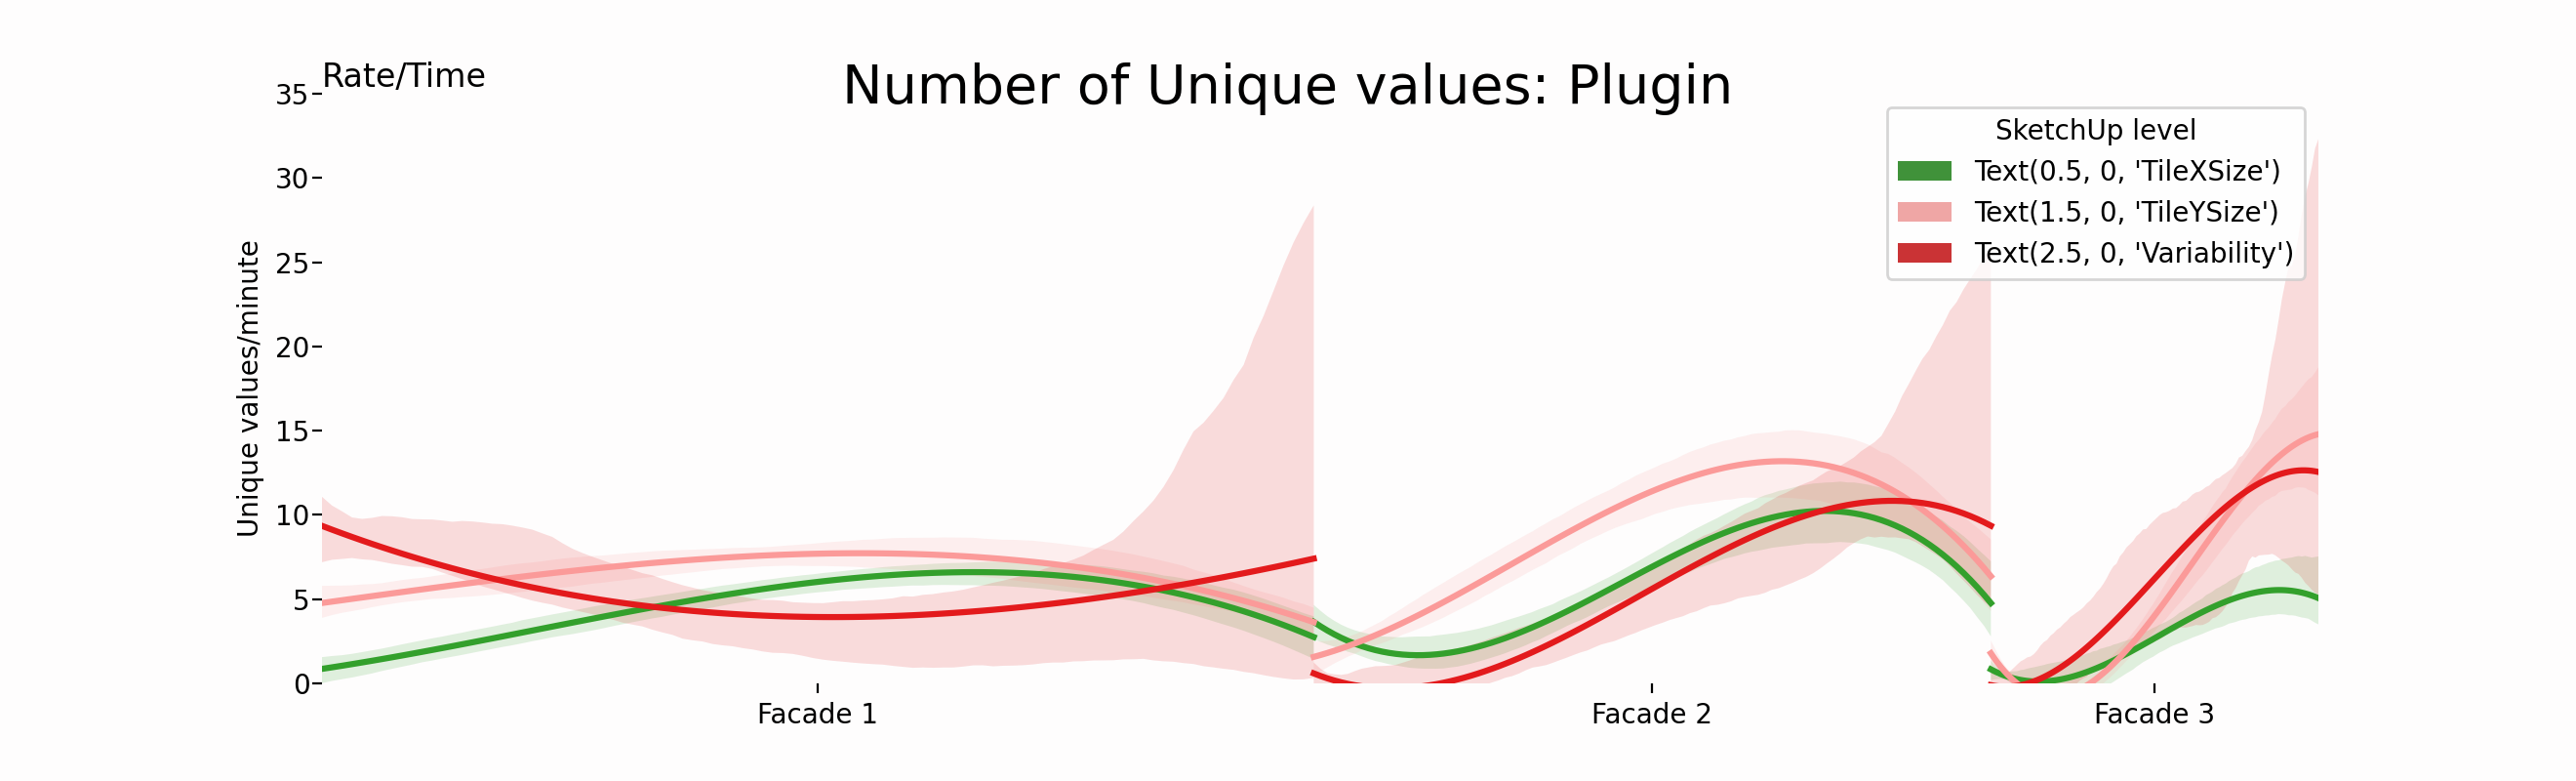 Rate/Time
Number of Unique values: Plugin
Unique values/minute
35
30
25
20
15
10
5
0
SketchUp level
Text(0.5, 0, 'TileXSize')
Text(1.5, 0, 'TileYSize')
Text(2.5, 0, 'Variability')
Facade 1
Facade 2
Facade 3